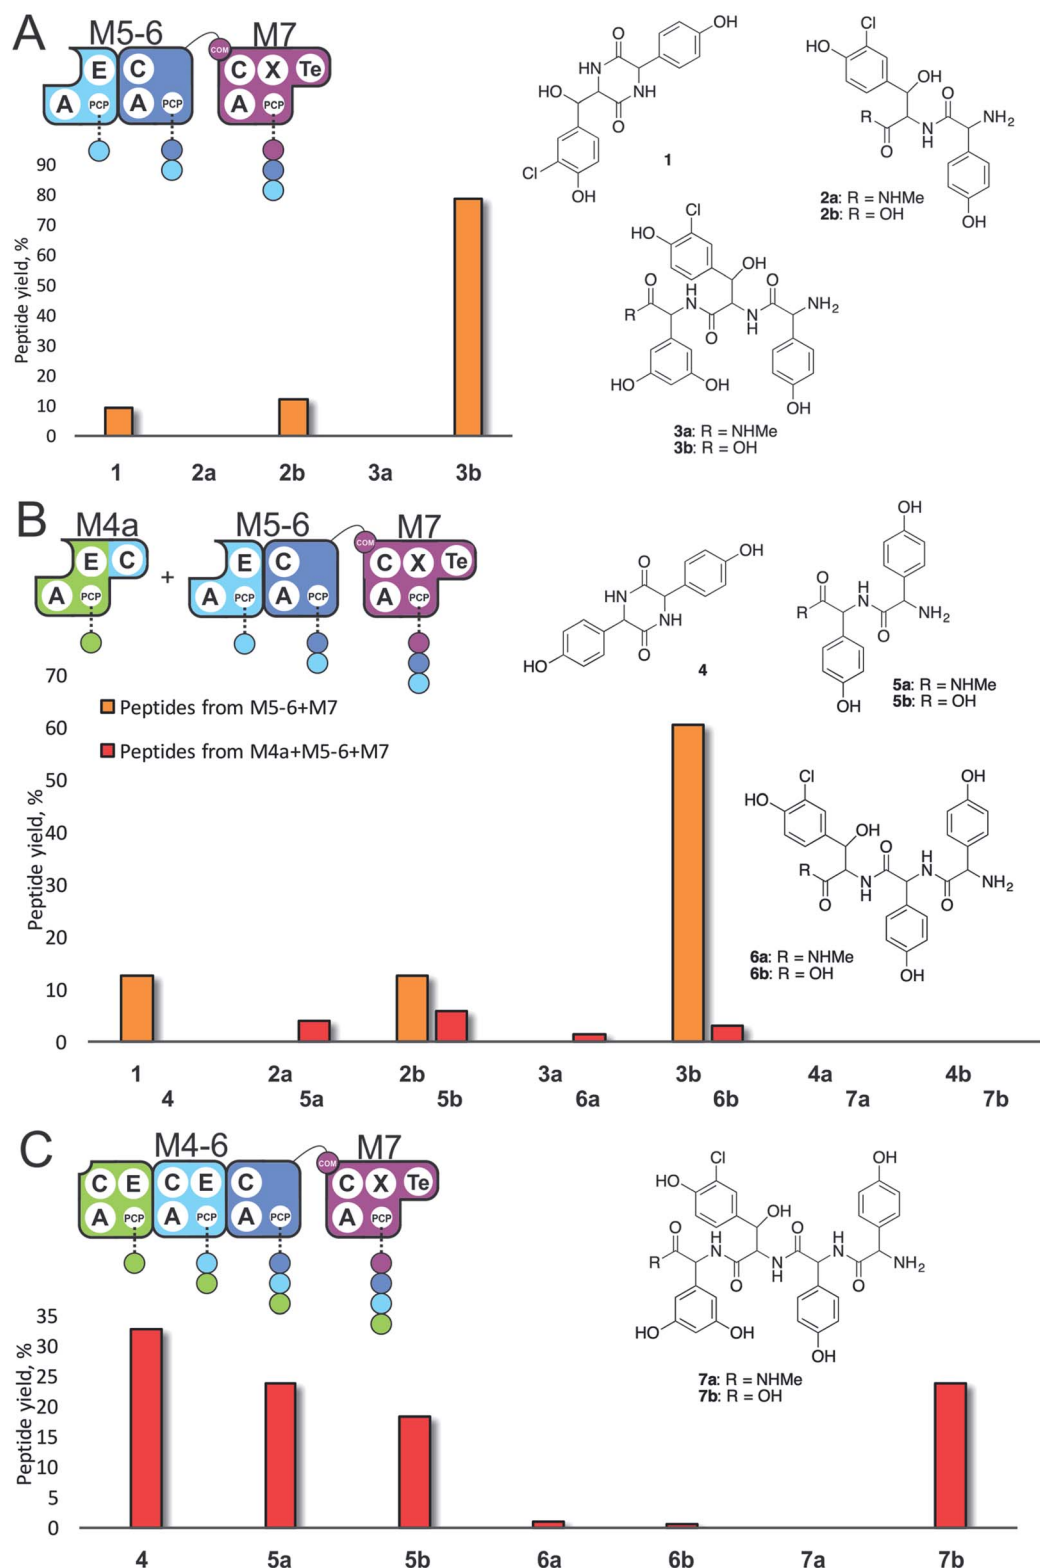 A
M5-6
M7
COM
E C C X Te
A PCP A PCP A PCP
Peptide yield, %
90
80
70
60
50
40
30
20
10
0
1 2a 2b 3a 3b
O
OH
HN
HO
NH
O
Cl
OH
1
Cl
HO
OH
O
R
NH2
N
H
O
OH
2a: R = NHMe
2b: R = OH
Cl
HO
OH
O
H
N
O
R
NH2
O
N
H
HO
OH
OH
3a: R = NHMe
3b: R = OH
B
M4a
M5-6
M7
COM
E C + E C C X Te
A PCP A PCP A PCP A PCP
Peptide yield, %
70
60
50
40
30
20
10
0
Peptides from M5-6+M7
Peptides from M4a+M5-6+M7
1 2a 2b 3a 3b 4a 4b
4 5a 5b 6a 6b 7a 7b
OH
O
HN
NH
O
HO
4
OH
O
H
N
R
NH2
O
OH
5a: R = NHMe
5b: R = OH
Cl
HO
OH
OH
O
H
N
R
N
H
NH2
O
O
OH
6a: R = NHMe
6b: R = OH
C
M4-6
M7
COM
C E C E C C X Te
A PCP A PCP A PCP A PCP
Peptide yield, %
35
30
25
20
15
10
5
0
4 5a 5b 6a 6b 7a 7b
Cl
HO
OH
OH
O
H
N
O
H
N
R
N
H
NH2
O
O
HO
OH
OH
7a: R = NHMe
7b: R = OH